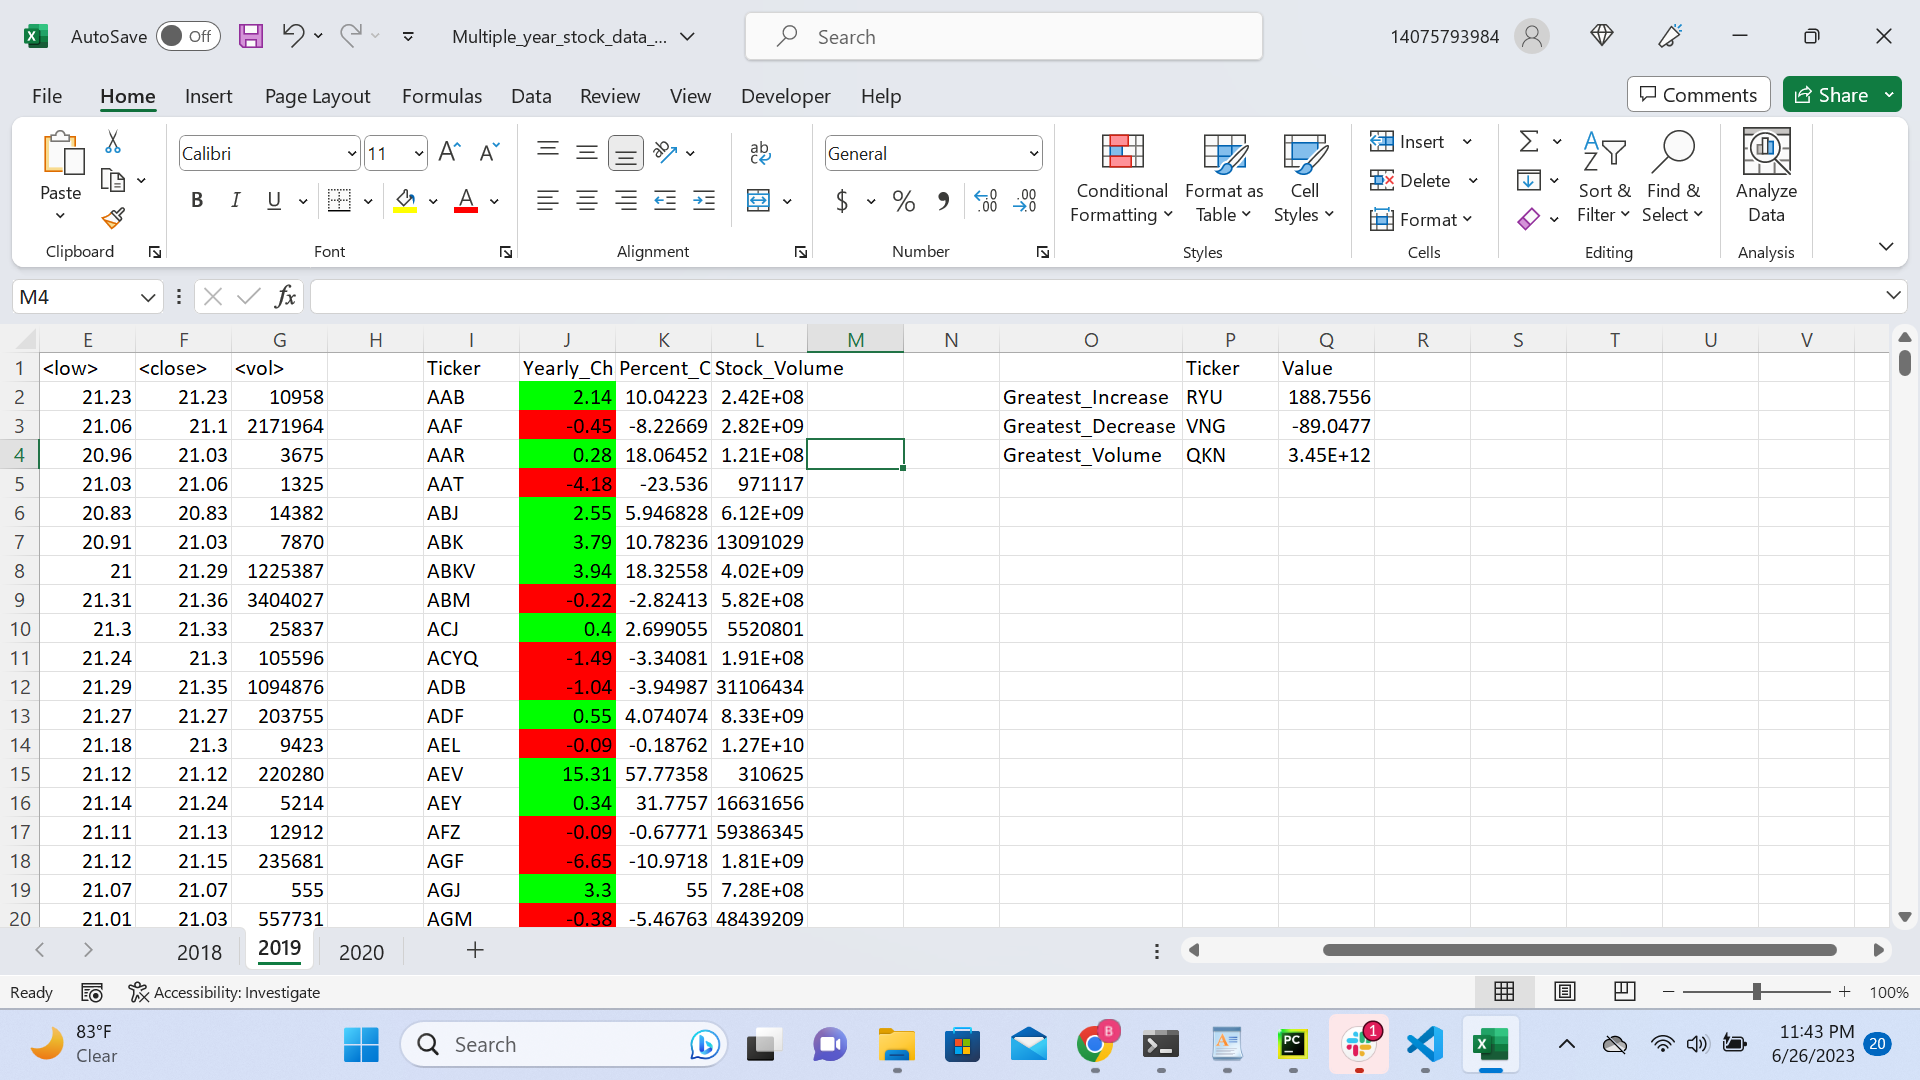 AutoSave Off Multiple_year_stock_data_... Search 14075793984
File Home Insert Page Layout Formulas Data Review View Developer Help Comments Share
Paste
Clipboard
Calibri 11
B I U A
Font
ab
Alignment
General
$ % , .00 .00
Number
Conditional Formatting
Format as Table
Cell Styles
Styles
Insert
Delete
Format
Cells
Sort & Filter
Find & Select
Editing
Analyze Data
Analysis
M4 fx
E F G H I J K L M N O P Q R S T U V
1 <low> <close> <vol> Ticker Yearly_Ch Percent_C Stock_Volume Ticker Value
2 21.23 21.23 10958 AAB 2.14 10.04223 2.42E+08 Greatest_Increase RYU 188.7556
3 21.06 21.1 2171964 AAF -0.45 -8.22669 2.82E+09 Greatest_Decrease VNG -89.0477
4 20.96 21.03 3675 AAR 0.28 18.06452 1.21E+08 Greatest_Volume QKN 3.45E+12
5 21.03 21.06 1325 AAT -4.18 -23.536 971117
6 20.83 20.83 14382 ABJ 2.55 5.946828 6.12E+09
7 20.91 21.03 7870 ABK 3.79 10.78236 13091029
8 21 21.29 1225387 ABKV 3.94 18.32558 4.02E+09
9 21.31 21.36 3404027 ABM -0.22 -2.82413 5.82E+08
10 21.3 21.33 25837 ACJ 0.4 2.699055 5520801
11 21.24 21.3 105596 ACYQ -1.49 -3.34081 1.91E+08
12 21.29 21.35 1094876 ADB -1.04 -3.94987 31106434
13 21.27 21.27 203755 ADF 0.55 4.074074 8.33E+09
14 21.18 21.3 9423 AEL -0.09 -0.18762 1.27E+10
15 21.12 21.12 220280 AEV 15.31 57.77358 310625
16 21.14 21.24 5214 AEY 0.34 31.7757 16631656
17 21.11 21.13 12912 AFZ -0.09 -0.67771 59386345
18 21.12 21.15 235681 AGF -6.65 -10.9718 1.81E+09
19 21.07 21.07 555 AGJ 3.3 55 7.28E+08
20 21.01 21.03 557731 AGM -0.38 -5.46763 48439209
2018 2019 2020
Ready Accessibility: Investigate 100%
83°F
Clear
Search
B
PC
1
11:43 PM
6/26/2023
20